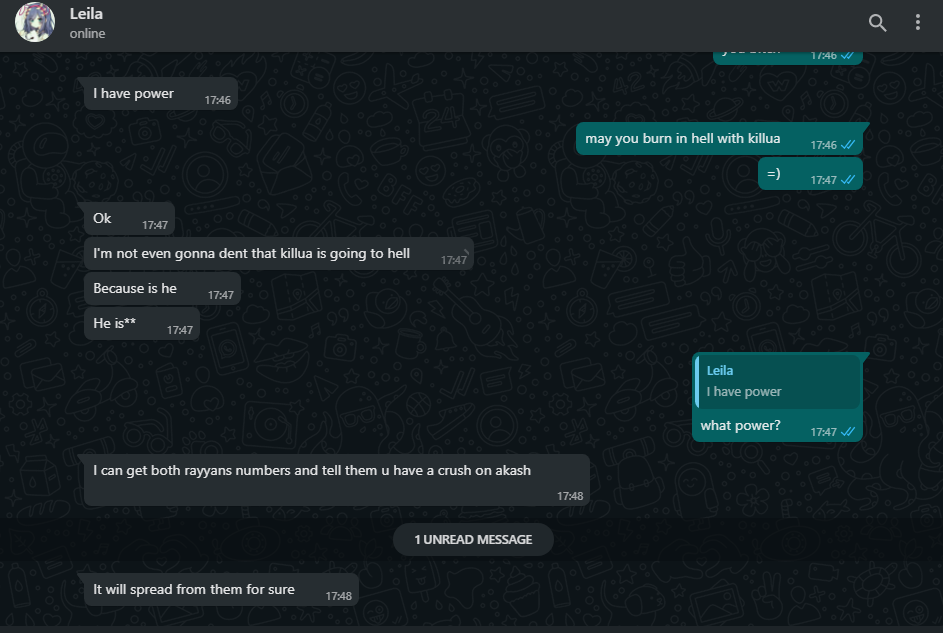 Leila
online
17:46
I have power
17:46
may you burn in hell with killua
17:46
=)
17:47
Ok
17:47
I'm not even gonna dent that killua is going to hell
17:47
Because is he
17:47
He is**
17:47
Leila
I have power
what power?
17:47
I can get both rayyans numbers and tell them u have a crush on akash
17:48
1 UNREAD MESSAGE
It will spread from them for sure
17:48